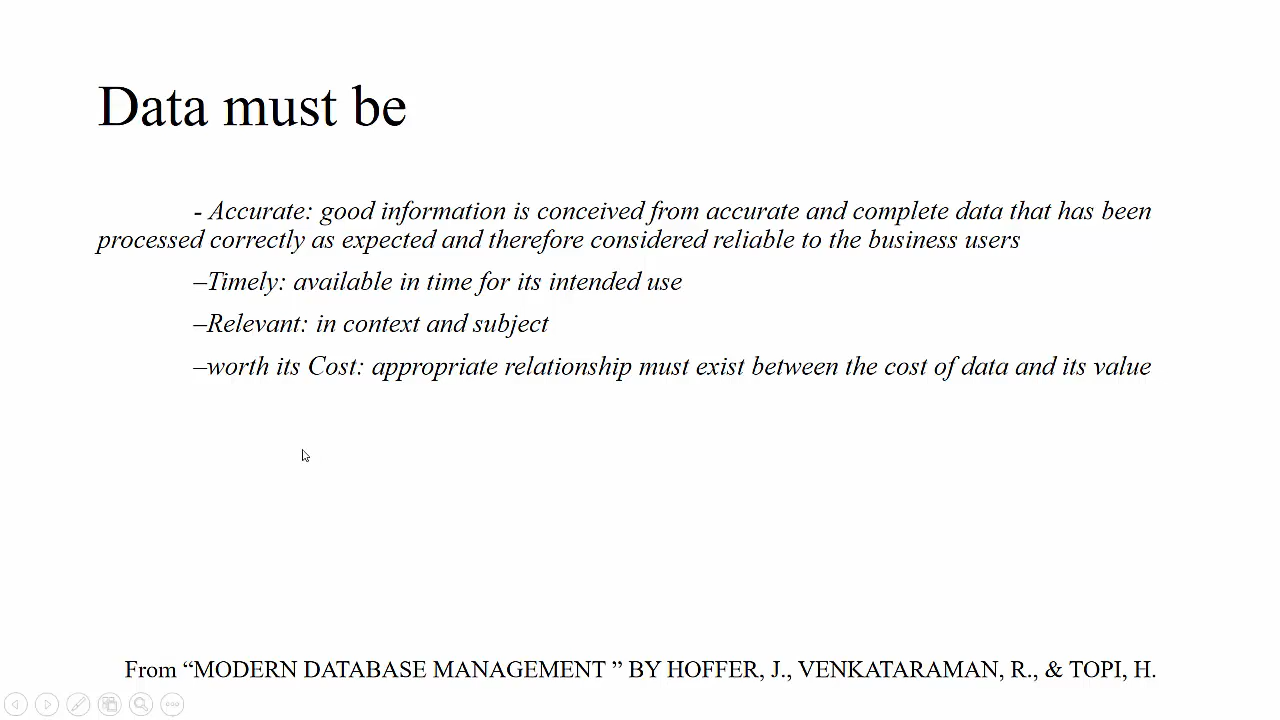 Data must be
- Accurate: good information is conceived from accurate and complete data that has been
processed correctly as expected and therefore considered reliable to the business users
–Timely: available in time for its intended use
–Relevant: in context and subject
–worth its Cost: appropriate relationship must exist between the cost of data and its value
From “MODERN DATABASE MANAGEMENT ” BY HOFFER, J., VENKATARAMAN, R., & TOPI, H.